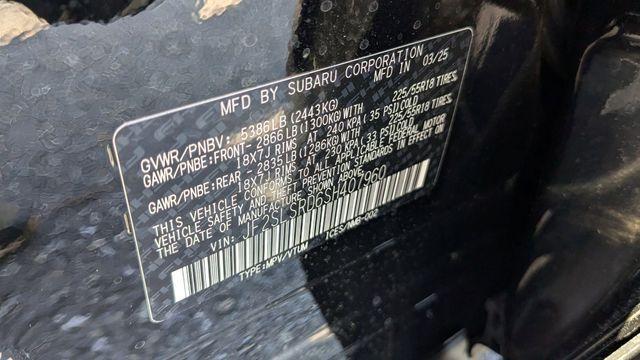 MFD BY SUBARU CORPORATION MFD IN 03/25
GVWR/PNBV: 5386LB (2443KG)
GAWR/PNBE: FRONT- 2866LB (1300KG) WITH 225/55R18 TIRES,
18X7J RIMS AT 240 KPA (35 PSI) COLD
GAWR/PNBE: REAR - 2835LB (1286KG) WITH 225/55R18 TIRES,
18X7J RIMS AT 230 KPA (33 PSI) COLD
THIS VEHICLE CONFORMS TO ALL APPLICABLE FEDERAL MOTOR
VEHICLE SAFETY AND THEFT PREVENTION STANDARDS IN EFFECT ON
THE DATE OF MANUFACTURE SHOWN ABOVE.
VIN: JF2SLSRD6SH407960
TYPE: MPV/VTUM ICES/NMB-002